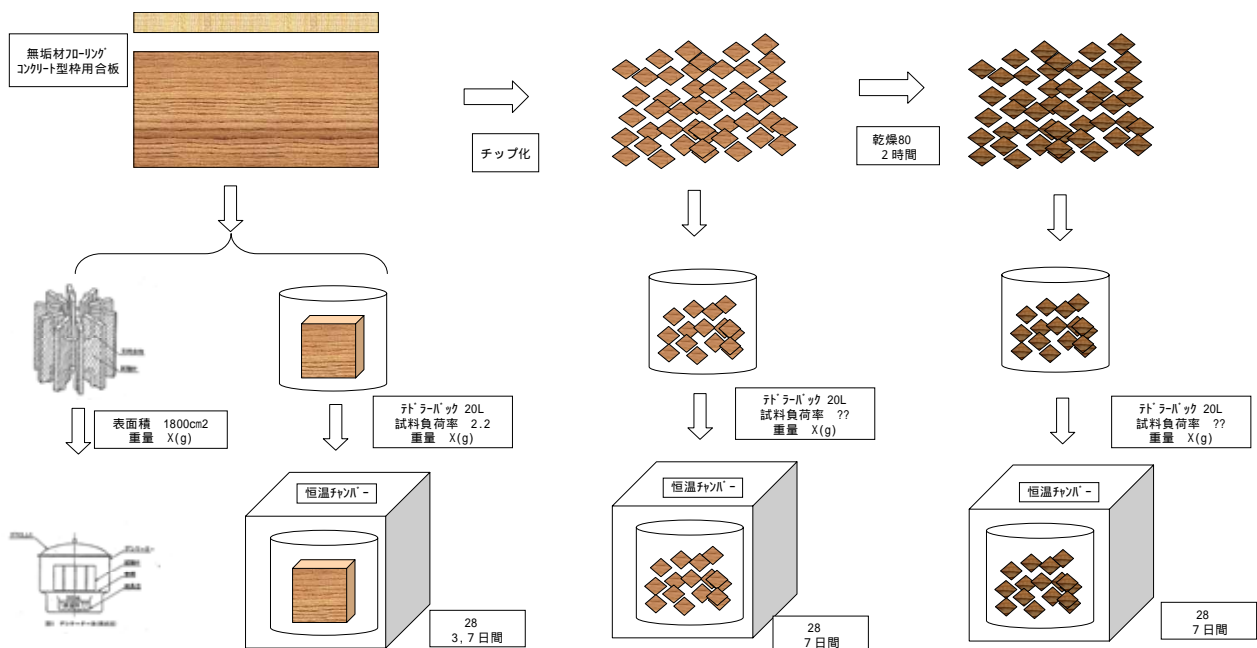 無垢材ﾌﾛｰﾘﾝｸﾞ
ｺﾝｸﾘｰﾄ型枠用合板
チップ化
乾燥80
2時間
表面積 1800cm2
重量 X(g)
ﾃﾄﾞﾗｰﾊﾞｯｸ 20L
試料負荷率 2.2
重量 X(g)
ﾃﾄﾞﾗｰﾊﾞｯｸ 20L
試料負荷率 ??
重量 X(g)
ﾃﾄﾞﾗｰﾊﾞｯｸ 20L
試料負荷率 ??
重量 X(g)
恒温ﾁｬﾝﾊﾞｰ
恒温ﾁｬﾝﾊﾞｰ
恒温ﾁｬﾝﾊﾞｰ
28
3,7日間
28
7日間
28
7日間